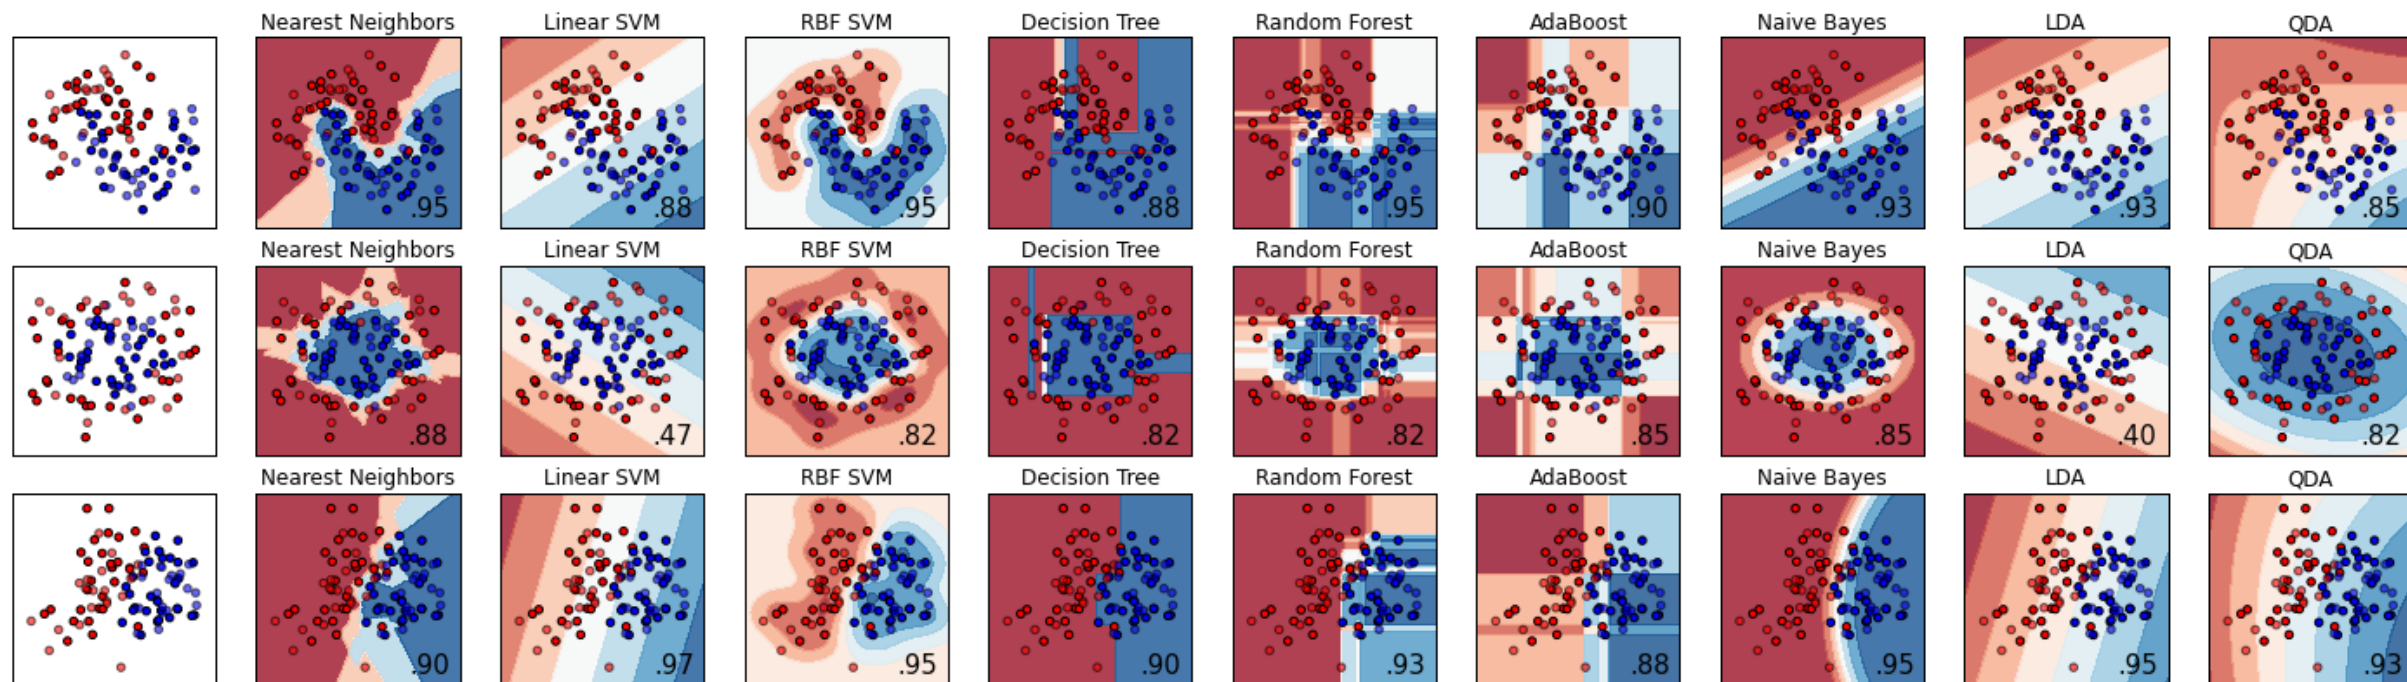 Nearest Neighbors Linear SVM RBF SVM Decision Tree Random Forest AdaBoost Naive Bayes LDA QDA
.95 .88 .95 .88 .95 .90 .93 .93 .85
Nearest Neighbors Linear SVM RBF SVM Decision Tree Random Forest AdaBoost Naive Bayes LDA QDA
.88 .47 .82 .82 .82 .85 .85 .40 .82
Nearest Neighbors Linear SVM RBF SVM Decision Tree Random Forest AdaBoost Naive Bayes LDA QDA
.90 .97 .95 .90 .93 .88 .95 .95 .93